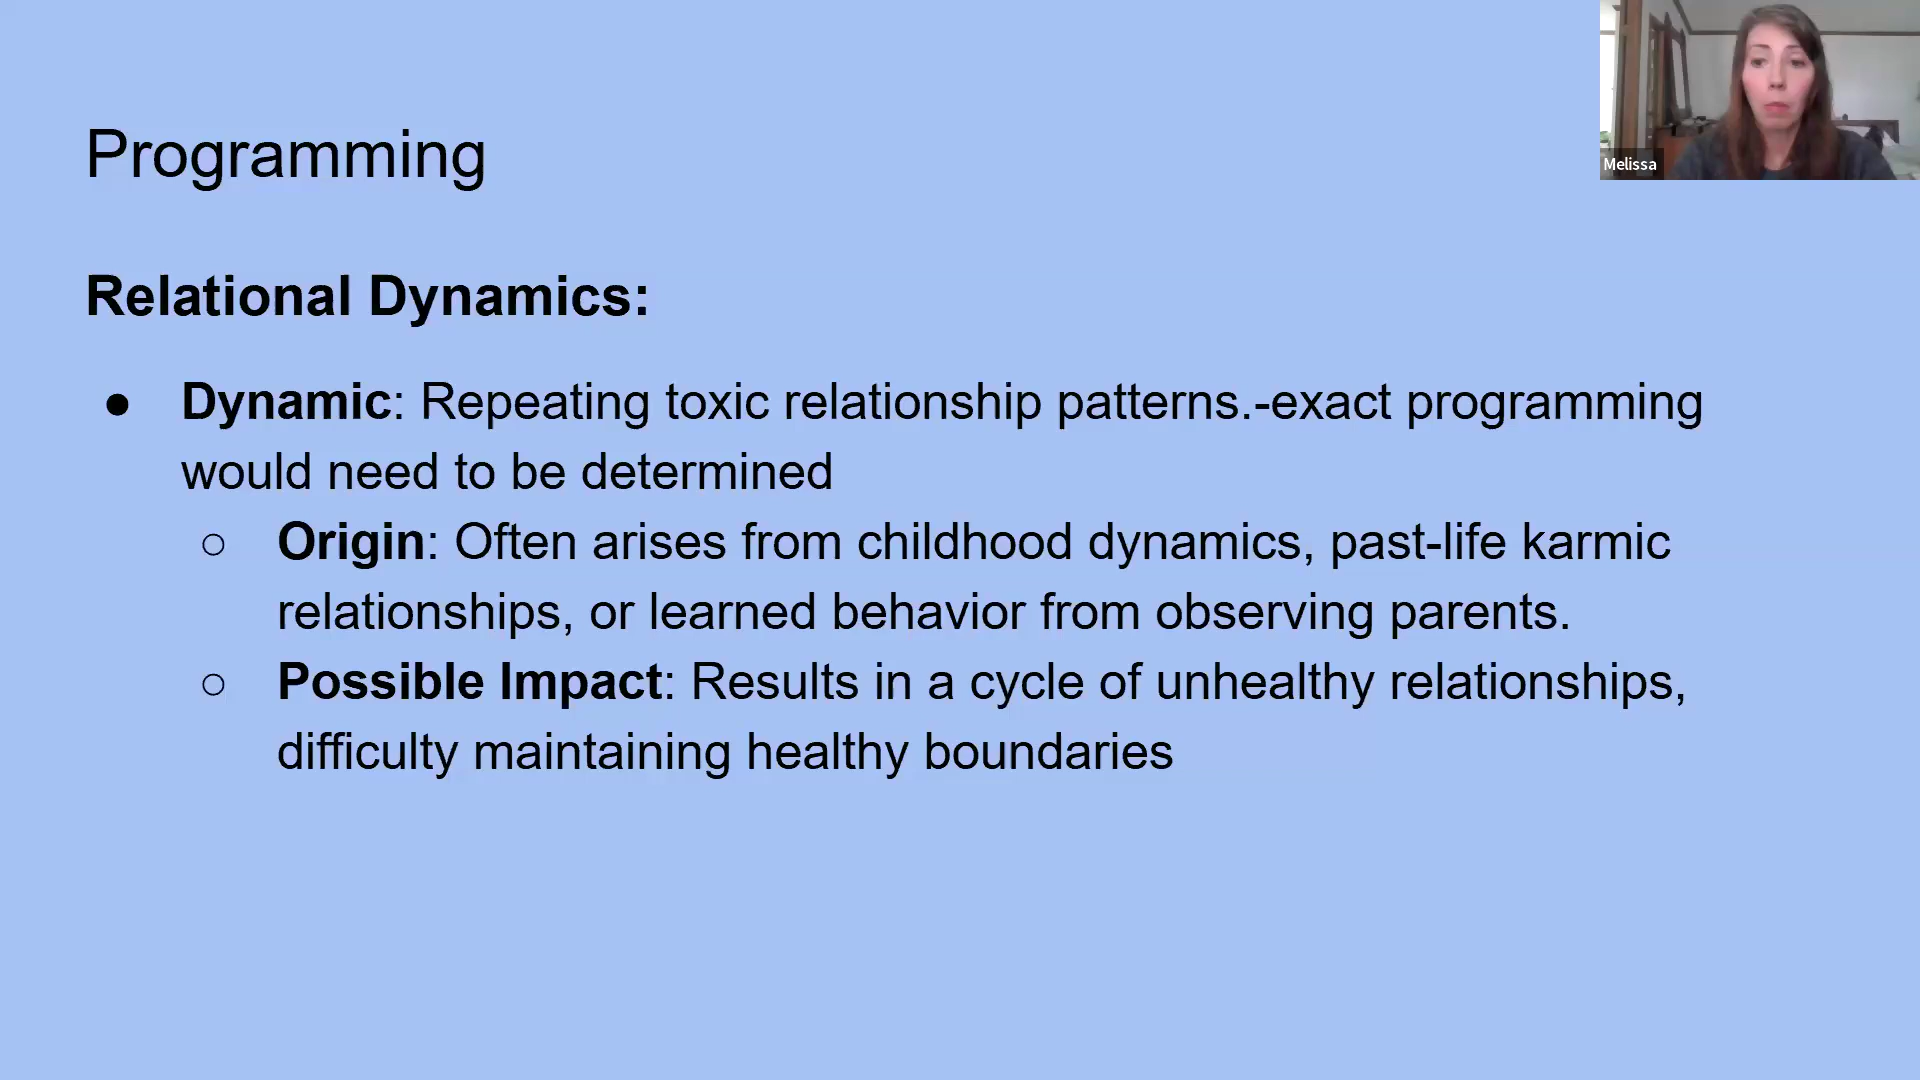 Programming
Melissa
Relational Dynamics:
● Dynamic: Repeating toxic relationship patterns.-exact programming
would need to be determined
○ Origin: Often arises from childhood dynamics, past-life karmic
relationships, or learned behavior from observing parents.
○ Possible Impact: Results in a cycle of unhealthy relationships,
difficulty maintaining healthy boundaries